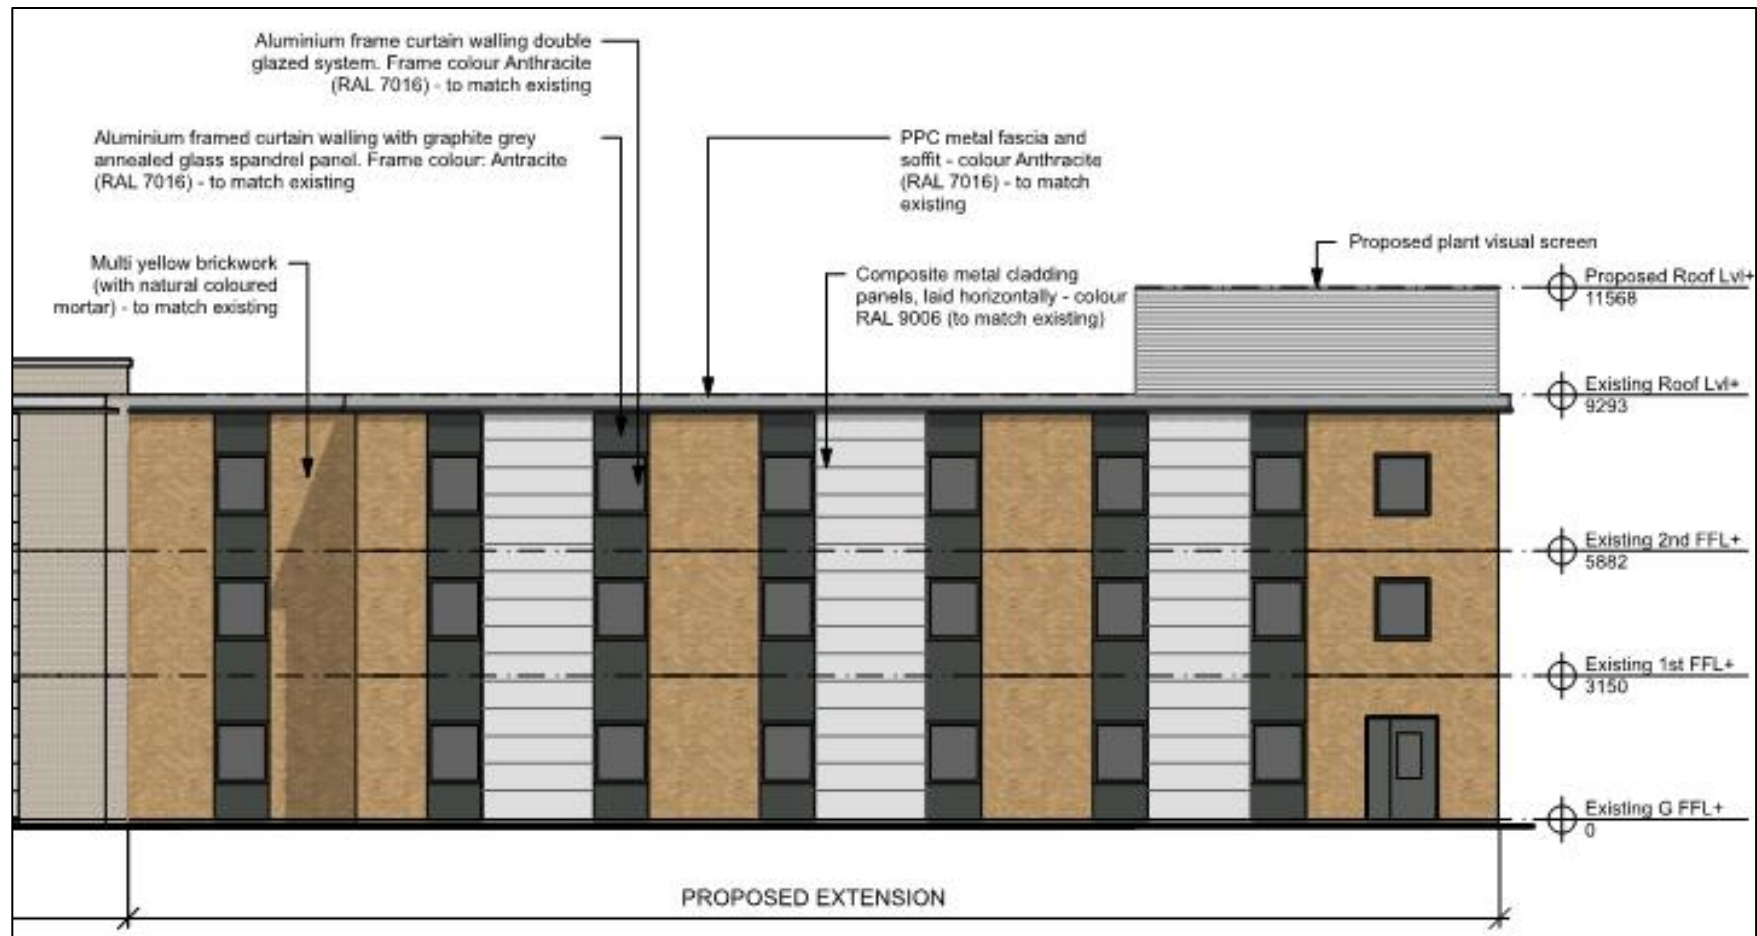 Aluminium frame curtain walling double
glazed system. Frame colour Anthracite
(RAL 7016) - to match existing
Aluminium framed curtain walling with graphite grey
annealed glass spandrel panel. Frame colour: Antracite
(RAL 7016) - to match existing
PPC metal fascia and
soffit - colour Anthracite
(RAL 7016) - to match
existing
Multi yellow brickwork
(with natural coloured
mortar) - to match existing
Composite metal cladding
panels, laid horizontally - colour
RAL 9006 (to match existing)
Proposed plant visual screen
Proposed Roof Lvl+
11568
Existing Roof Lvl+
9293
Existing 2nd FFL+
5882
Existing 1st FFL+
3150
Existing G FFL+
0
PROPOSED EXTENSION